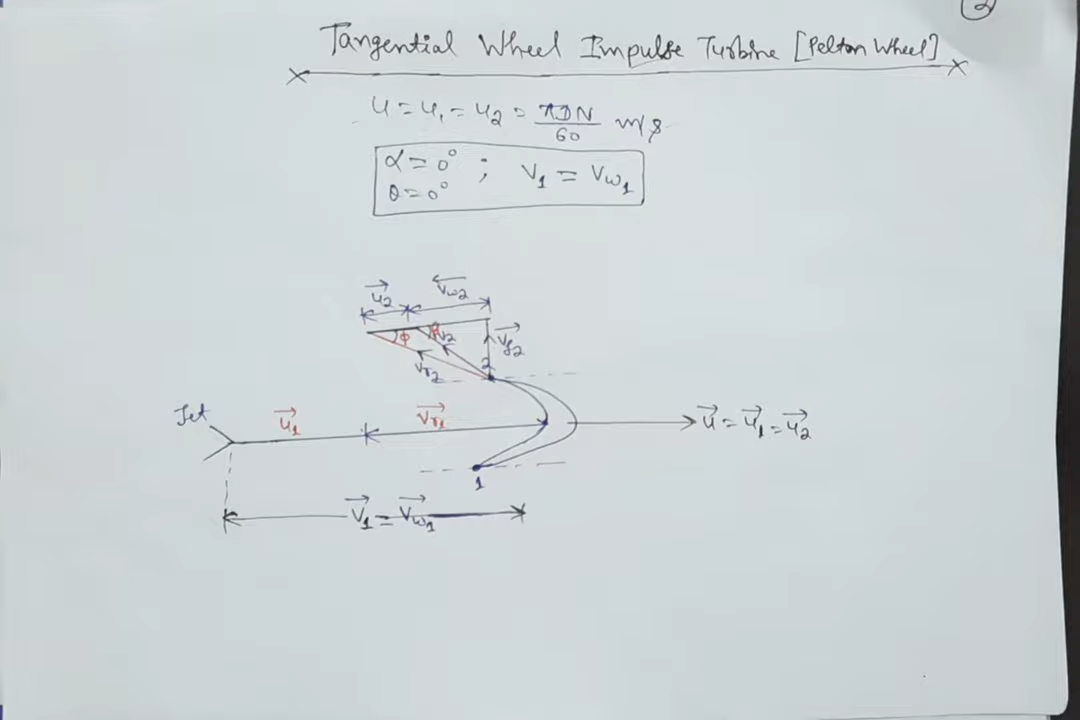 2
Tangential Wheel Impulse Turbine [Pelton Wheel]
u = u₁ = u₂ = πDN/60 m/s
α = 0° ; V₁ = Vw₁
θ = 0°
u₂ Vw₂
ϕ β V₂ Vf₂
Vr₂ 2
Jet u₁ Vr₁ u = u₁ = u₂
1
V₁ = Vw₁